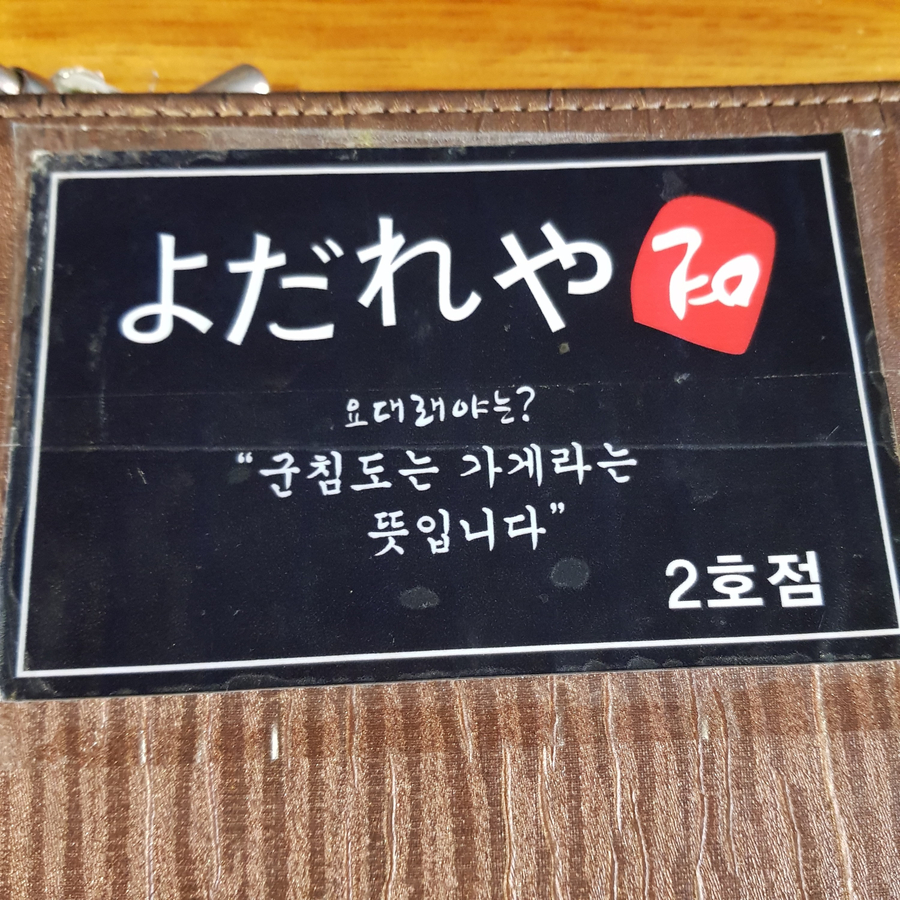 よだれや
요대래야는?
“군침도는 가게라는
뜻입니다”
2호점